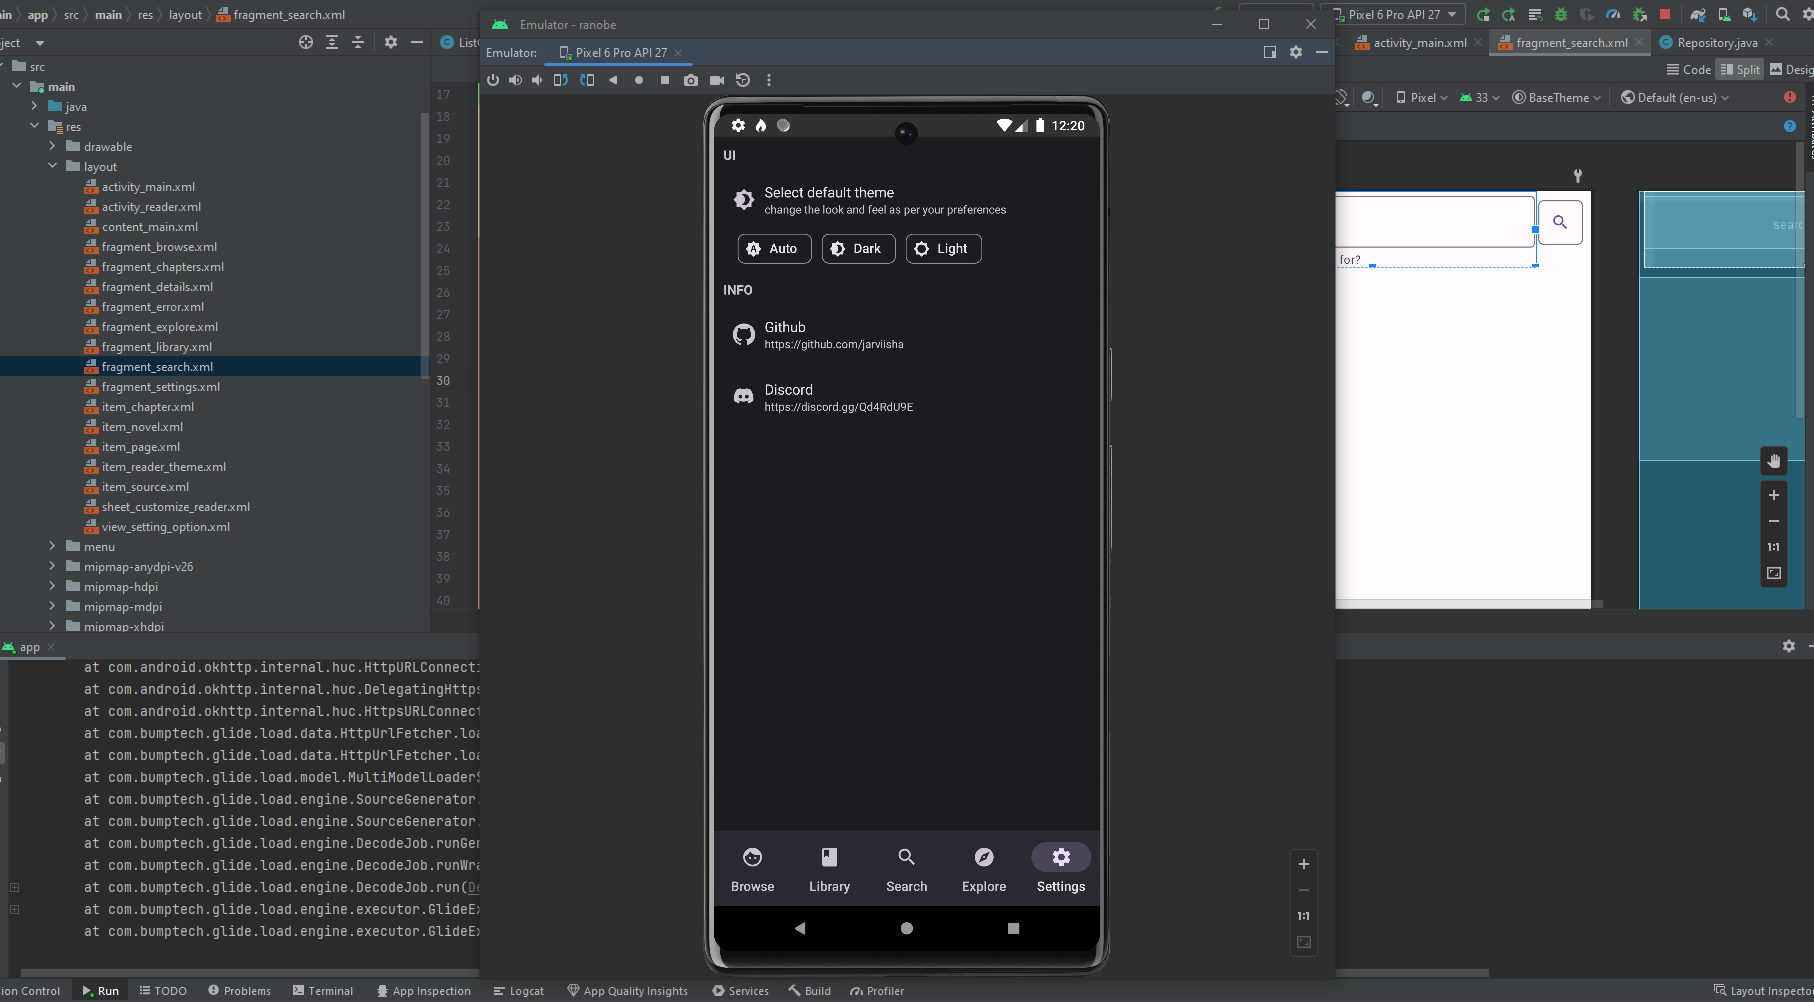 app
src
main
res
layout
fragment_search.xml
Emulator - ranobe
Pixel 6 Pro API 27
Emulator:
Pixel 6 Pro API 27
activity_main.xml
fragment_search.xml
Repository.java
Code
Split
Pixel
33
BaseTheme
Default (en-us)
src
main
java
res
drawable
layout
activity_main.xml
activity_reader.xml
content_main.xml
fragment_browse.xml
fragment_chapters.xml
fragment_details.xml
fragment_error.xml
fragment_explore.xml
fragment_library.xml
fragment_search.xml
fragment_settings.xml
item_chapter.xml
item_novel.xml
item_page.xml
item_reader_theme.xml
item_source.xml
sheet_customize_reader.xml
view_setting_option.xml
menu
mipmap-anydpi-v26
mipmap-hdpi
mipmap-mdpi
mipmap-xhdpi
17
18
19
20
21
22
23
24
25
26
27
28
29
30
31
32
33
34
35
36
37
38
39
40
12:20
UI
Select default theme
change the look and feel as per your preferences
Auto
Dark
Light
INFO
Github
https://github.com/jarviisha
Discord
https://discord.gg/Qd4RdU9E
Browse
Library
Search
Explore
Settings
for?
1:1
1:1
app
at com.android.okhttp.internal.huc.HttpURLConnecti
at com.android.okhttp.internal.huc.DelegatingHttps
at com.android.okhttp.internal.huc.HttpsURLConnect
at com.bumptech.glide.load.data.HttpUrlFetcher.loa
at com.bumptech.glide.load.data.HttpUrlFetcher.loa
at com.bumptech.glide.load.model.MultiModelLoader
at com.bumptech.glide.load.engine.SourceGenerator.
at com.bumptech.glide.load.engine.SourceGenerator.
at com.bumptech.glide.load.engine.DecodeJob.runGen
at com.bumptech.glide.load.engine.DecodeJob.runWra
at com.bumptech.glide.load.engine.DecodeJob.run(De
at com.bumptech.glide.load.engine.executor.GlideEx
at com.bumptech.glide.load.engine.executor.GlideEx
ion Control
Run
TODO
Problems
Terminal
App Inspection
Logcat
App Quality Insights
Services
Build
Profiler
Layout Inspector